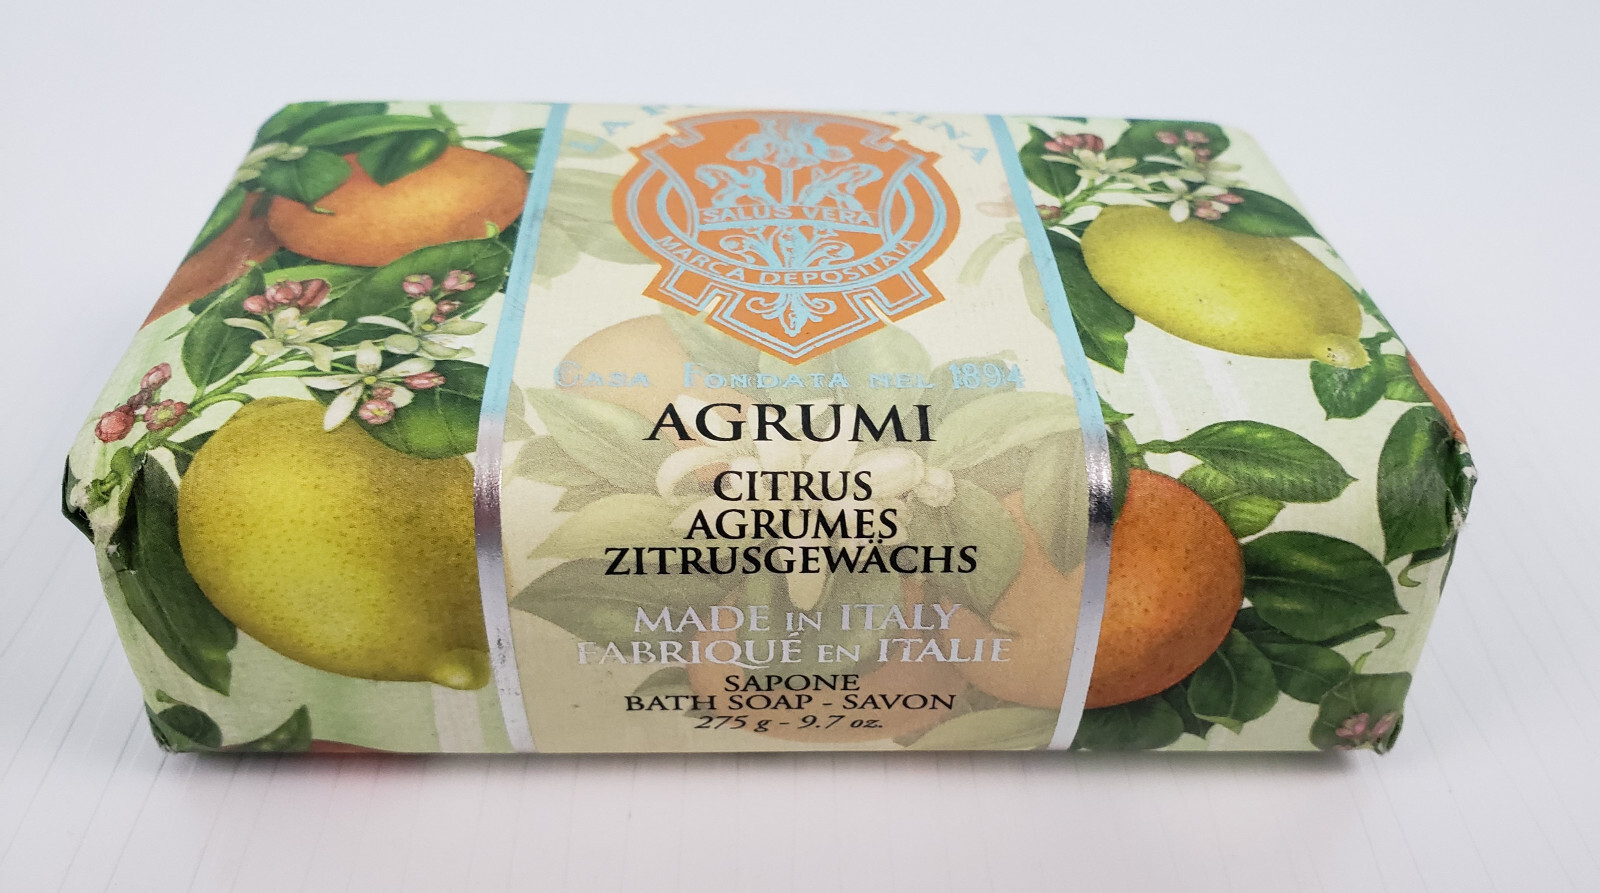 LA
SALUS VERA
MARCA DEPOSITATA
CASA FONDATA NEL 1894
AGRUMI
CITRUS
AGRUMES
ZITRUSGEWÄCHS
MADE IN ITALY
FABRIQUÉ EN ITALIE
SAPONE
BATH SOAP - SAVON
275 g - 9.7 oz.